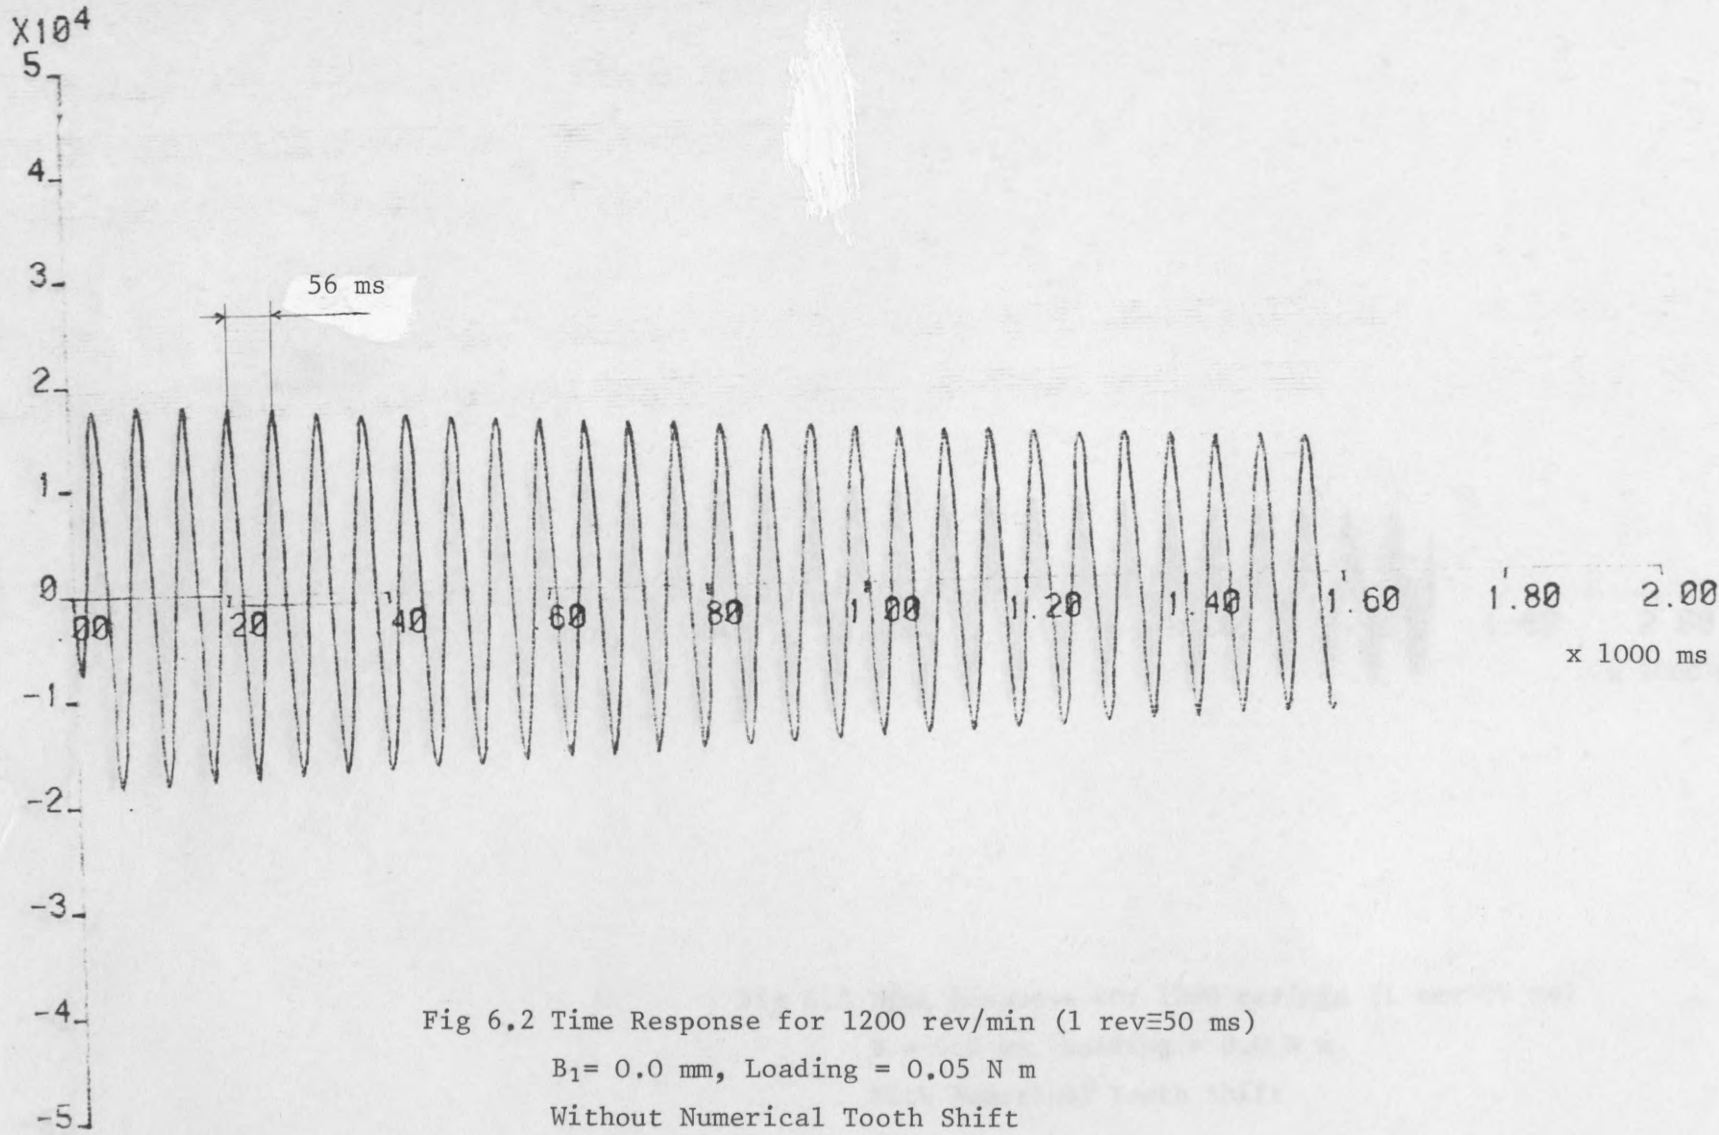 X10⁴
5
4
3
56 ms
2
1
0
.00 .20 .40 .60 .80 1.00 1.20 1.40 1.60 1.80 2.00
x 1000 ms
-1
-2
-3
-4
-5
Fig 6.2 Time Response for 1200 rev/min (1 rev≡50 ms)
B₁= 0.0 mm, Loading = 0.05 N m
Without Numerical Tooth Shift